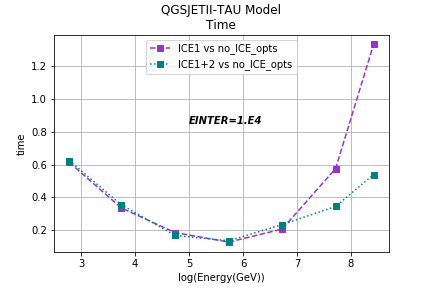 QGSJETII-TAU Model
Time
ICE1 vs no_ICE_opts
ICE1+2 vs no_ICE_opts
EINTER=1.E4
time
1.2
1.0
0.8
0.6
0.4
0.2
3 4 5 6 7 8
log(Energy(GeV))